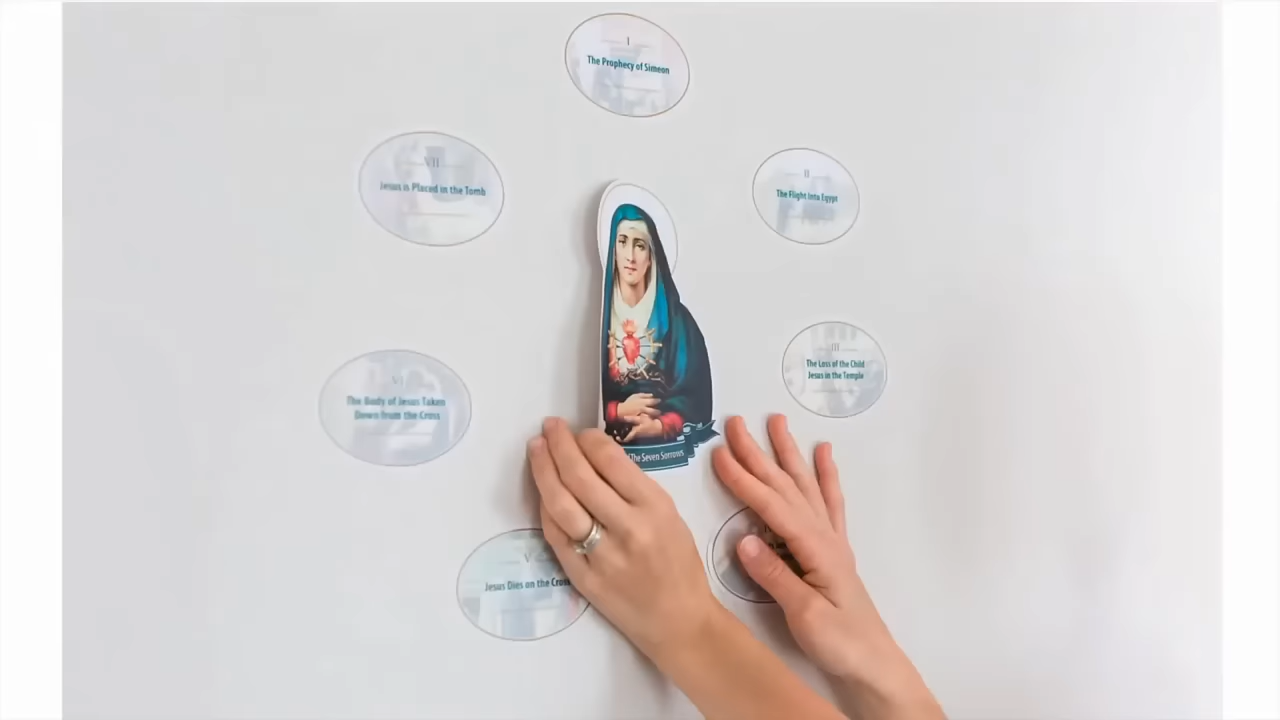 I
The Prophecy of Simeon
II
The Flight Into Egypt
III
The Loss of the Child
Jesus in the Temple
V
Jesus Dies on the Cross
VI
The Body of Jesus Taken
Down from the Cross
VII
Jesus is Placed in the Tomb
The Seven Sorrows